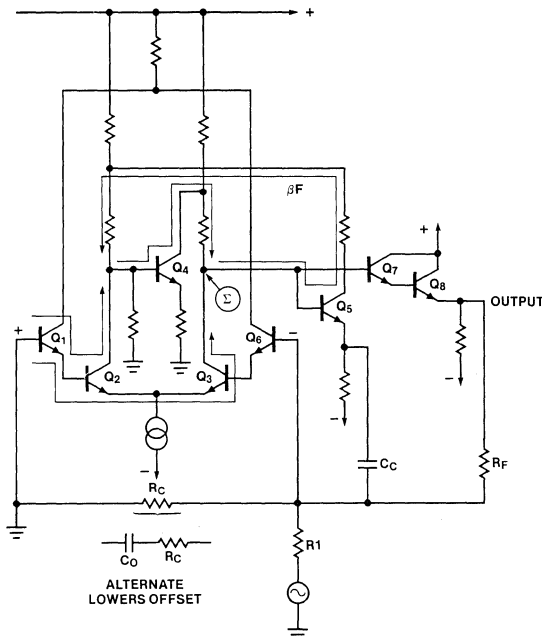 +
βF
+
Q4
Q7
Q8
Σ
Q5
OUTPUT
+
Q1
Q6
−
Q2
Q3
−
−
−
CC
RF
RC
R1
CO
RC
ALTERNATE
LOWERS OFFSET